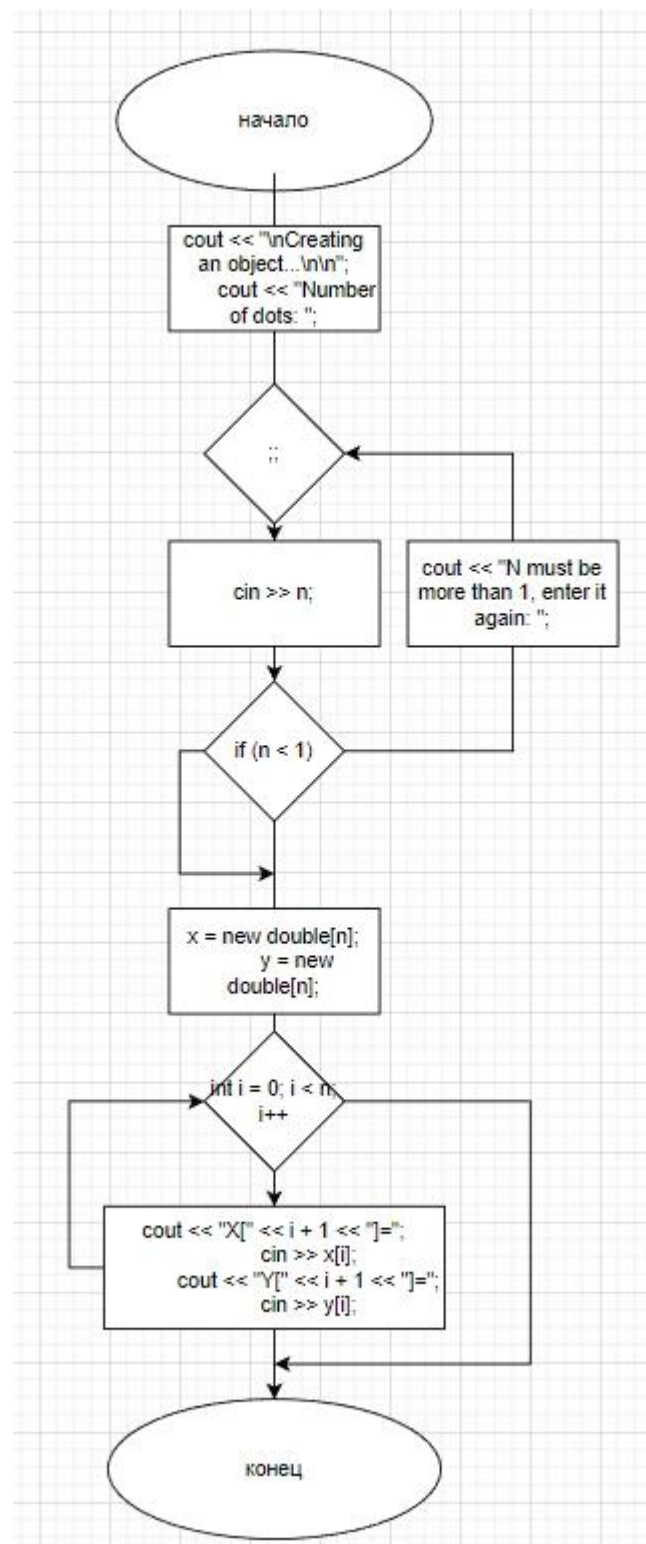 начало
cout << "\nCreating
an object...\n\n";
cout << "Number
of dots: ";
;;
cin >> n;
cout << "N must be
more than 1, enter it
again: ";
if (n < 1)
x = new double[n];
y = new
double[n];
int i = 0; i < n;
i++
cout << "X[" << i + 1 << "]=";
cin >> x[i];
cout << "Y[" << i + 1 << "]=";
cin >> y[i];
конец